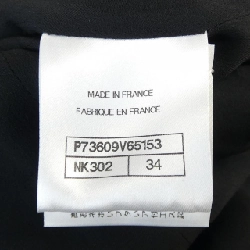 MADE IN FRANCE
FABRIQUE EN FRANCE
P73609V65153
NK302 34